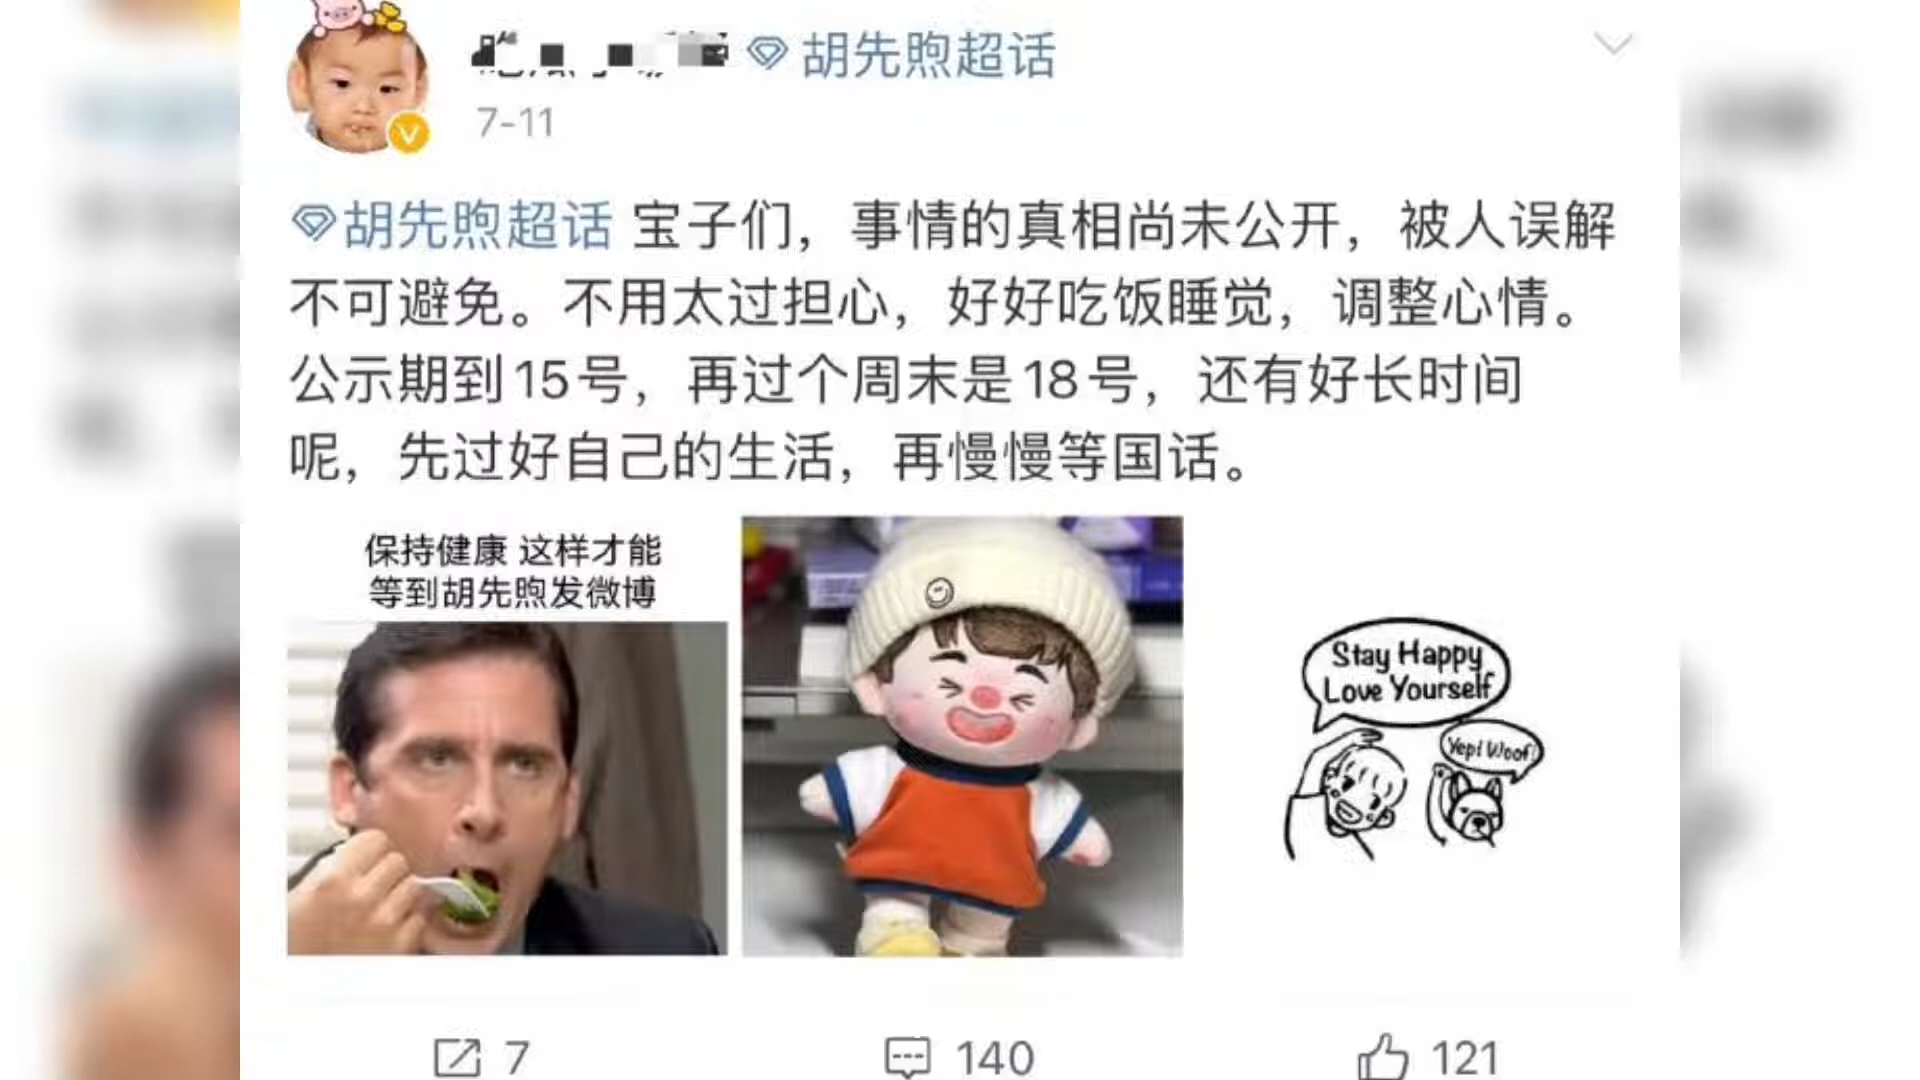 胡先煦超话
7-11
胡先煦超话 宝子们，事情的真相尚未公开，被人误解
不可避免。不用太过担心，好好吃饭睡觉，调整心情。
公示期到15号，再过个周末是18号，还有好长时间
呢，先过好自己的生活，再慢慢等国话。
保持健康 这样才能
等到胡先煦发微博
Stay Happy
Love Yourself
Yep! Woof!
7
140
121